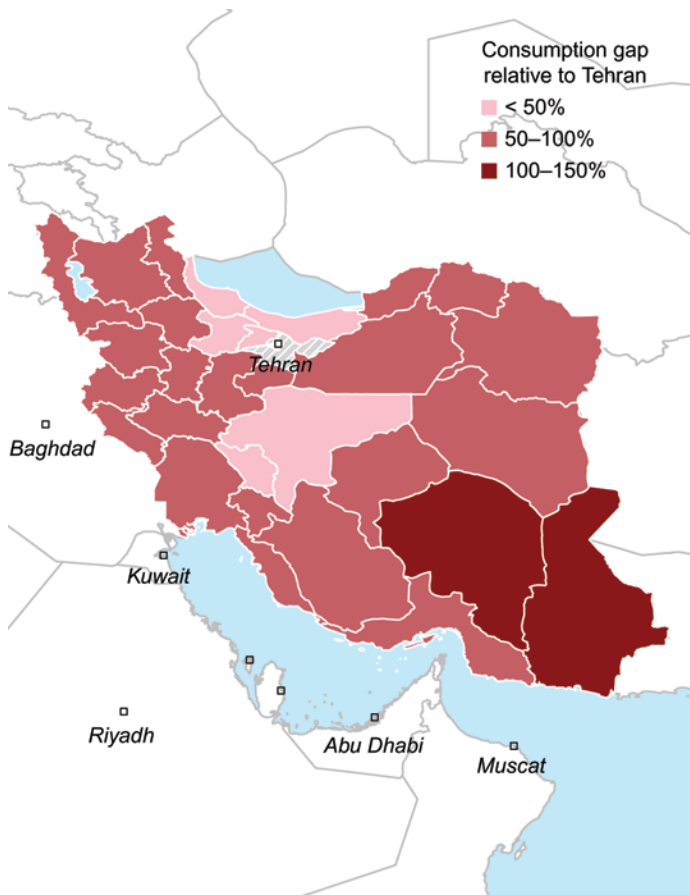 Consumption gap
relative to Tehran
< 50%
50–100%
100–150%
Tehran
Baghdad
Kuwait
Riyadh
Abu Dhabi
Muscat